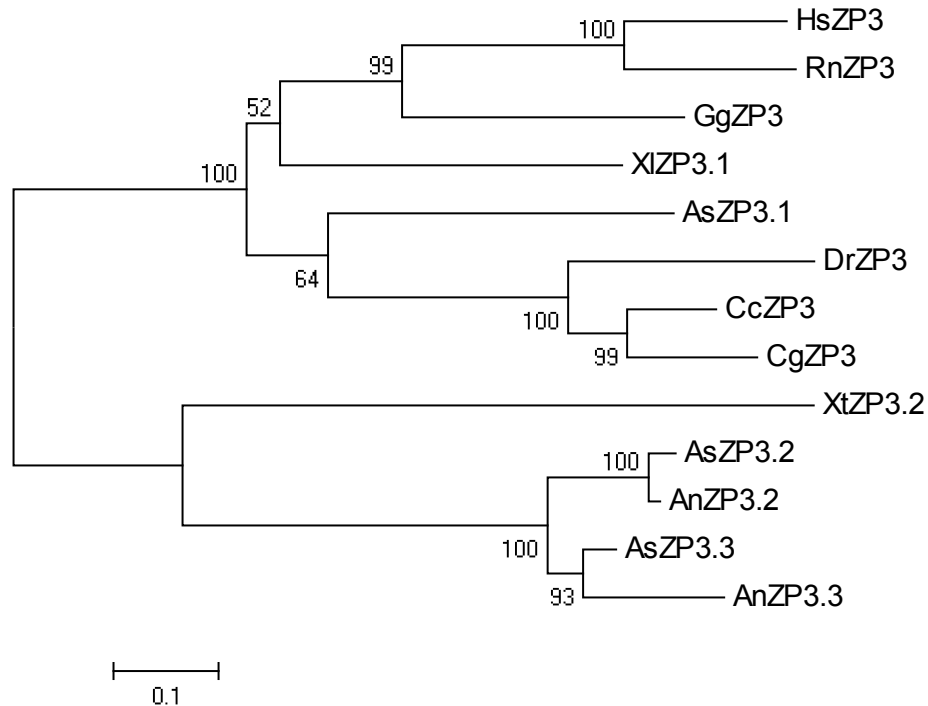 HsZP3
100
RnZP3
99
GgZP3
52
XlZP3.1
100
AsZP3.1
64
DrZP3
100
CcZP3
99
CgZP3
XtZP3.2
AsZP3.2
100
AnZP3.2
100
AsZP3.3
93
AnZP3.3
0.1